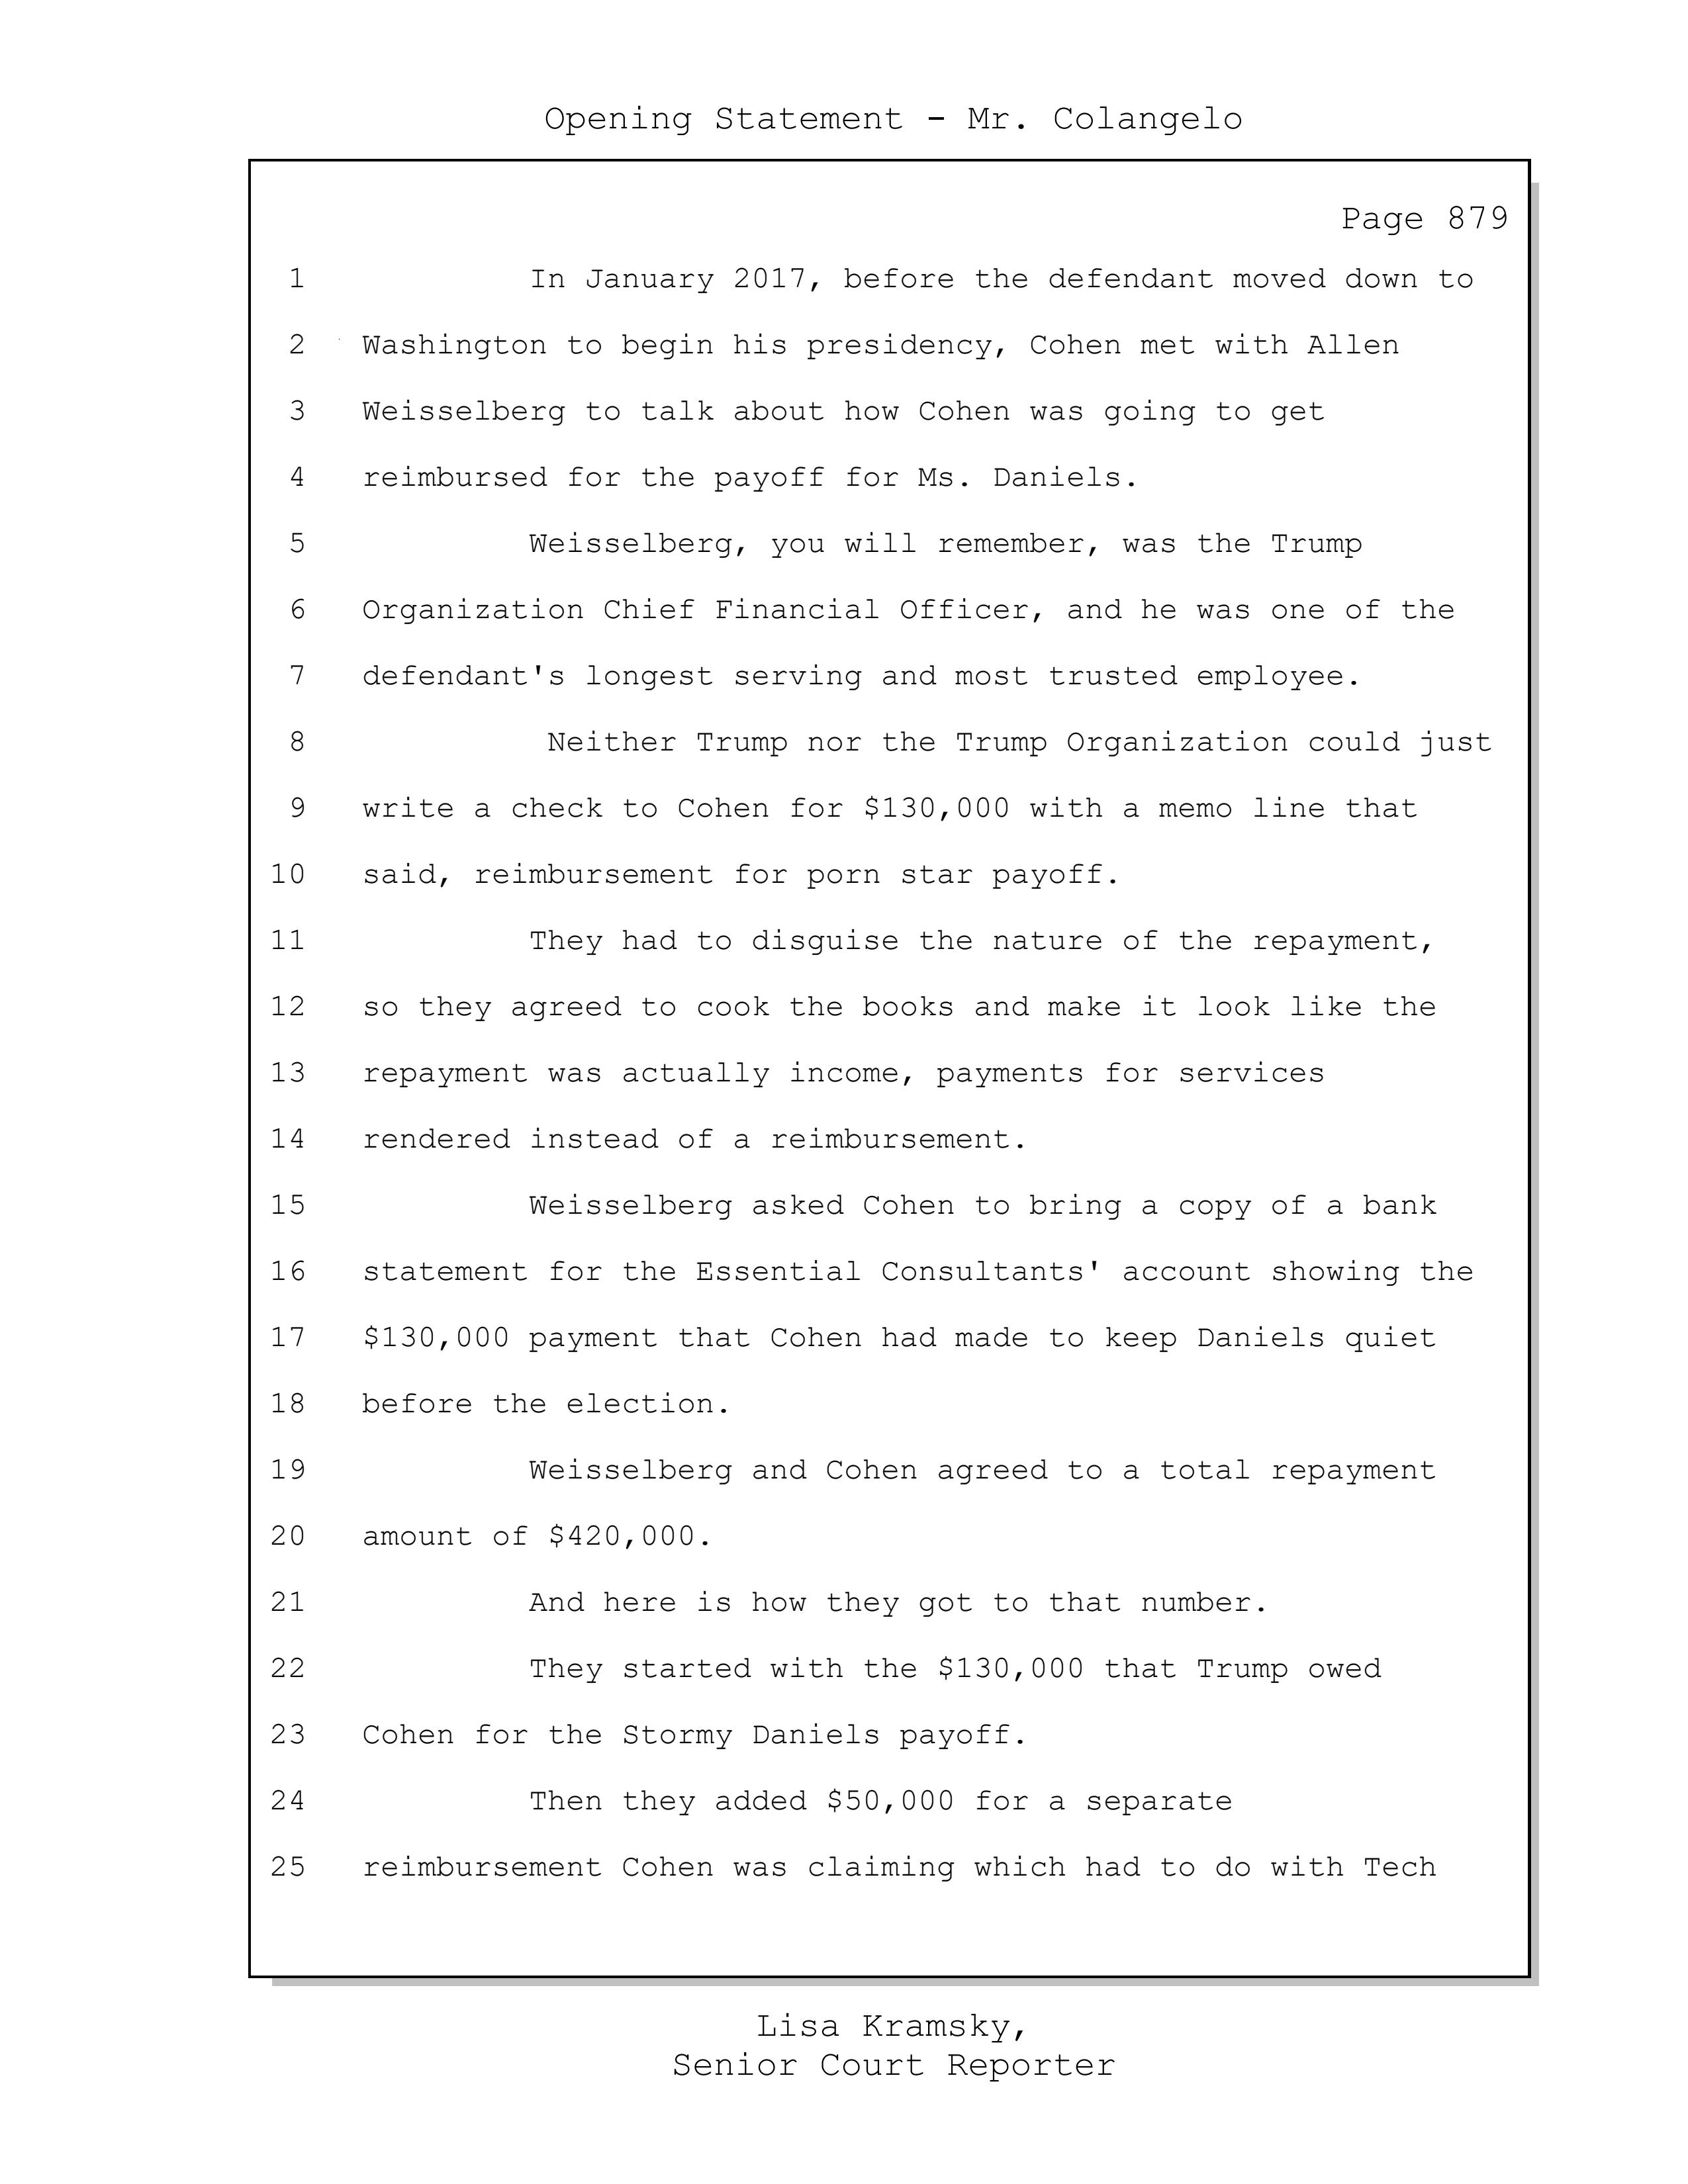 Opening Statement - Mr. Colangelo
Page 879
1 In January 2017, before the defendant moved down to
2 Washington to begin his presidency, Cohen met with Allen
3 Weisselberg to talk about how Cohen was going to get
4 reimbursed for the payoff for Ms. Daniels.
5 Weisselberg, you will remember, was the Trump
6 Organization Chief Financial Officer, and he was one of the
7 defendant's longest serving and most trusted employee.
8 Neither Trump nor the Trump Organization could just
9 write a check to Cohen for $130,000 with a memo line that
10 said, reimbursement for porn star payoff.
11 They had to disguise the nature of the repayment,
12 so they agreed to cook the books and make it look like the
13 repayment was actually income, payments for services
14 rendered instead of a reimbursement.
15 Weisselberg asked Cohen to bring a copy of a bank
16 statement for the Essential Consultants' account showing the
17 $130,000 payment that Cohen had made to keep Daniels quiet
18 before the election.
19 Weisselberg and Cohen agreed to a total repayment
20 amount of $420,000.
21 And here is how they got to that number.
22 They started with the $130,000 that Trump owed
23 Cohen for the Stormy Daniels payoff.
24 Then they added $50,000 for a separate
25 reimbursement Cohen was claiming which had to do with Tech
Lisa Kramsky,
Senior Court Reporter